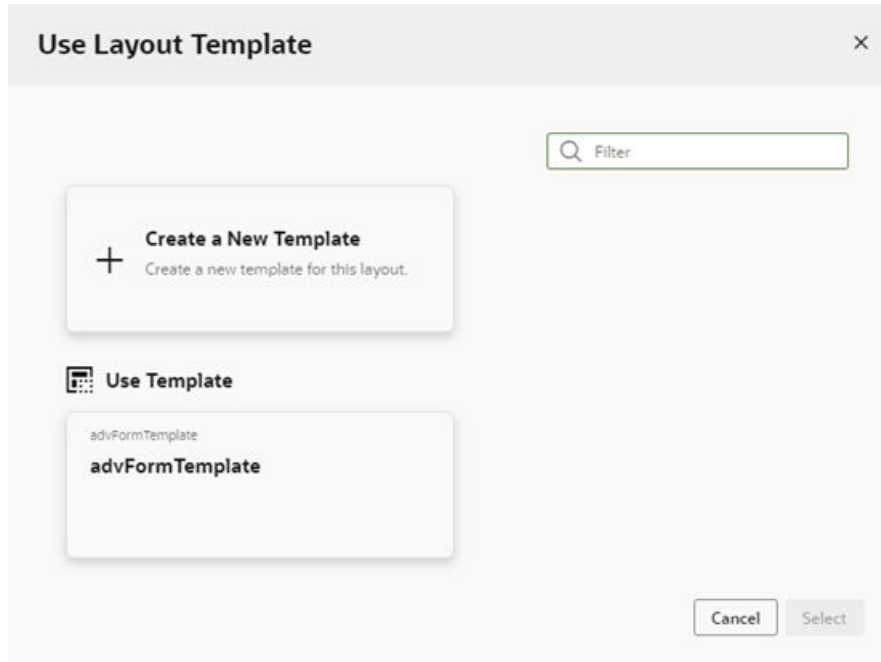 Use Layout Template
Filter
Create a New Template
Create a new template for this layout.
Use Template
advFormTemplate
advFormTemplate
Cancel
Select